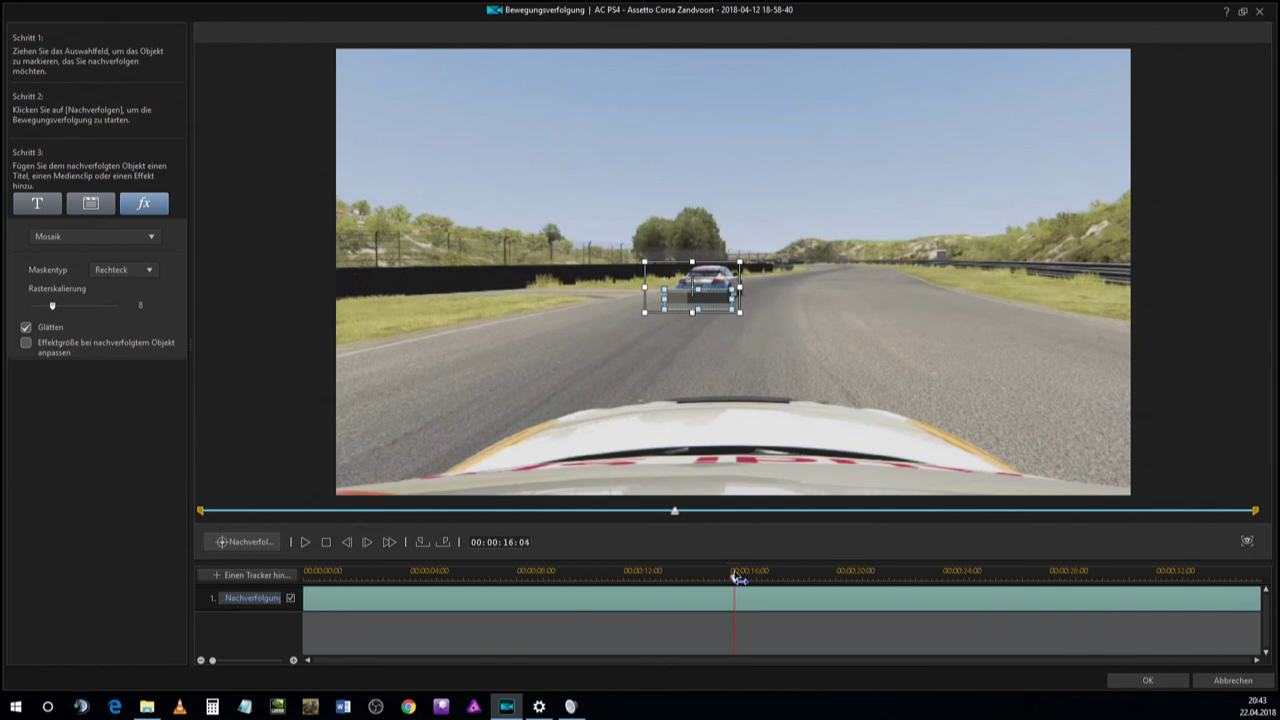 Bewegungsverfolgung | AC PS4 - Assetto Corsa Zandvoort - 2018-04-12 18-58-40
?
Schritt 1:
Ziehen Sie das Auswahlfeld, um das Objekt
zu markieren, das Sie nachverfolgen
möchten.
Schritt 2:
Klicken Sie auf [Nachverfolgen], um die
Bewegungsverfolgung zu starten.
Schritt 3:
Fügen Sie dem nachverfolgten Objekt einen
Titel, einen Medienclip oder einen Effekt
hinzu.
T fx
Mosaik
Maskentyp Rechteck
Rasterskalierung
8
Glätten
Effektgröße bei nachverfolgtem Objekt
anpassen
Nachverfol... 00:00:16:04
+ Einen Tracker hin... 00:00:00:00 00:00:04:00 00:00:08:00 00:00:12:00 00:00:16:00 00:00:20:00 00:00:24:00 00:00:28:00 00:00:32:00
1. Nachverfolgung
OK Abbrechen
20:43
22.04.2018